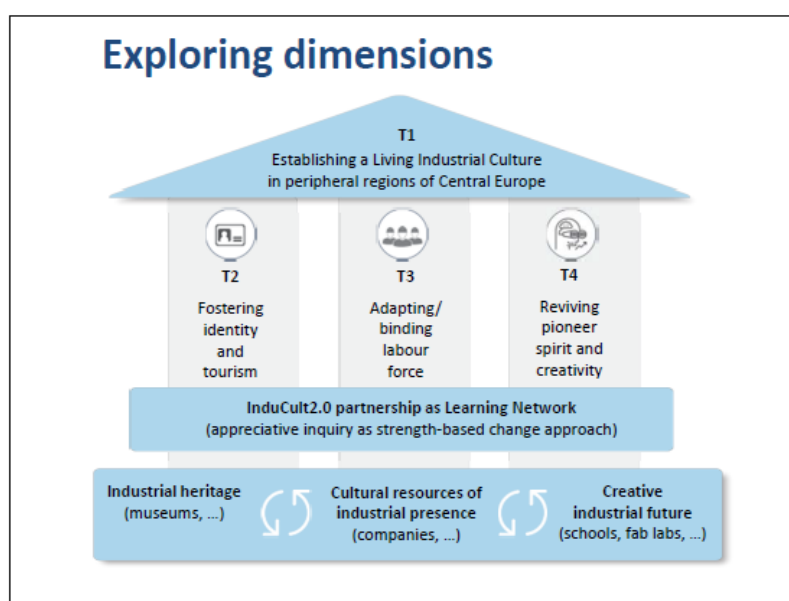 Exploring dimensions
T1
Establishing a Living Industrial Culture
in peripheral regions of Central Europe
T2
Fostering
identity
and
tourism
T3
Adapting/
binding
labour
force
T4
Reviving
pioneer
spirit and
creativity
InduCult2.0 partnership as Learning Network
(appreciative inquiry as strength-based change approach)
Industrial heritage
(museums, ...)
Cultural resources of
industrial presence
(companies, ...)
Creative
industrial future
(schools, fab labs, ...)